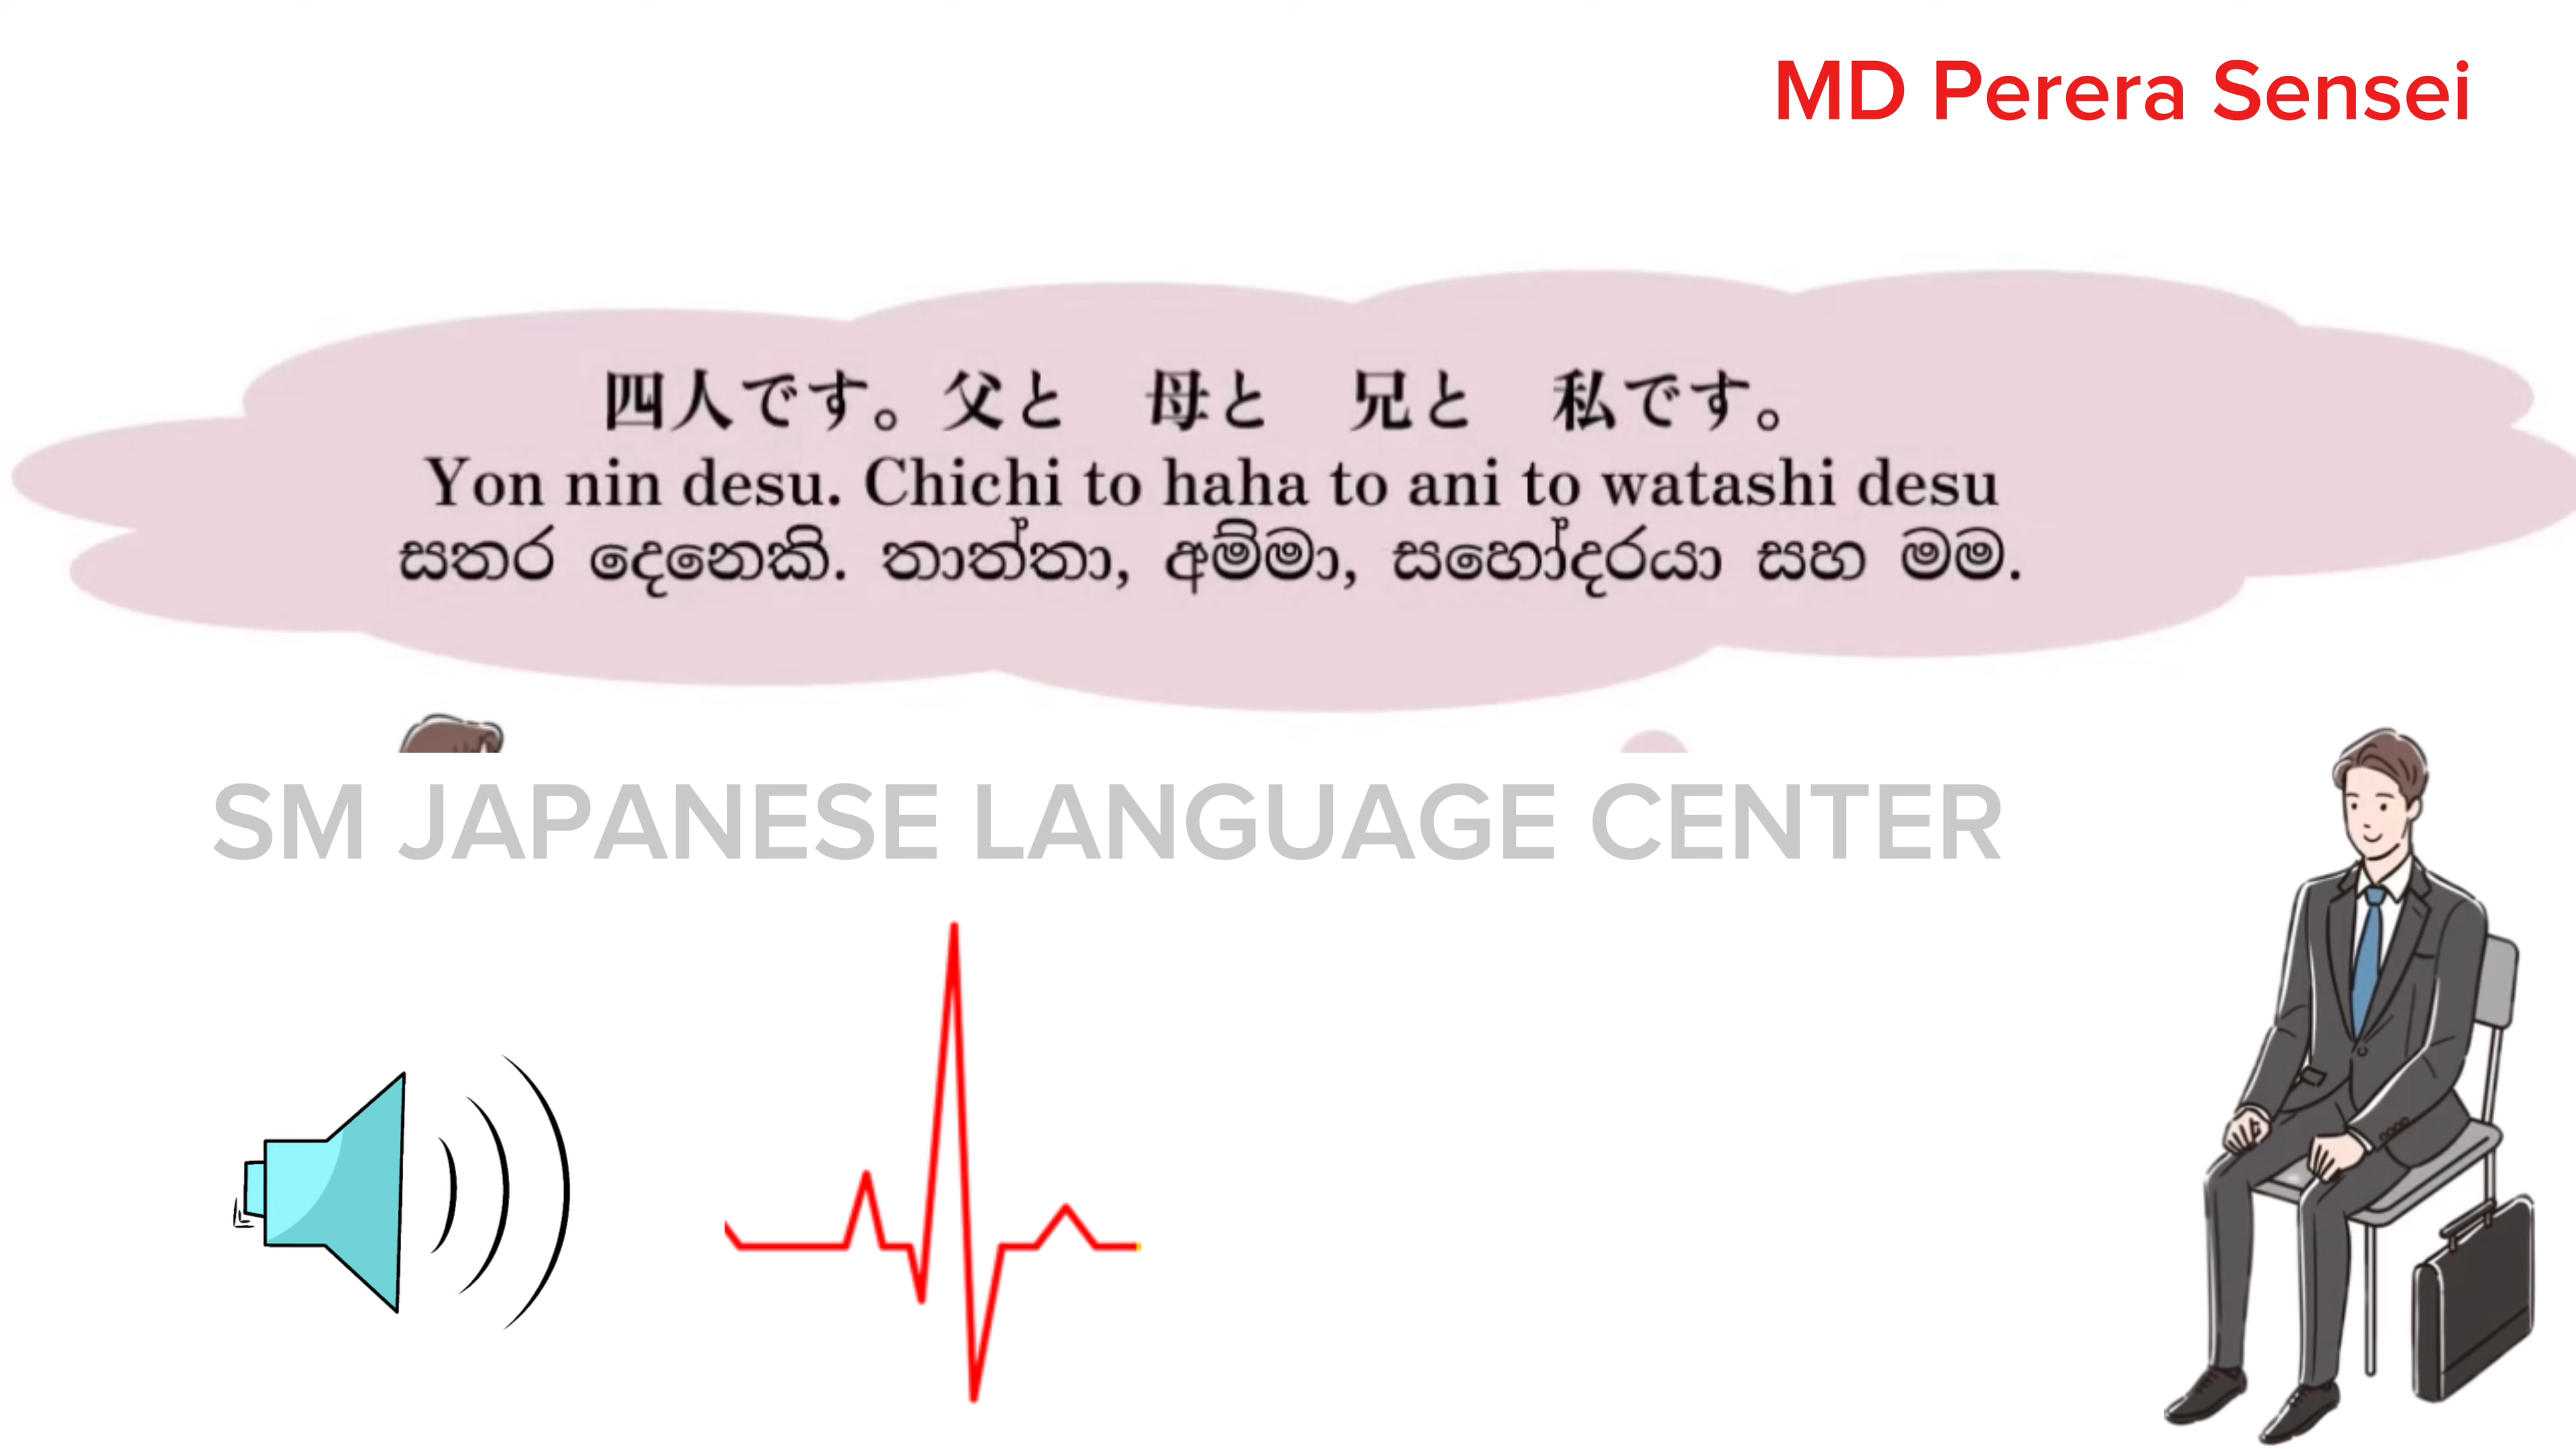 MD Perera Sensei
四人です。父と　母と　兄と　私です。
Yon nin desu. Chichi to haha to ani to watashi desu
සතර දෙනෙකි. තාත්තා, අම්මා, සහෝදරයා සහ මම.
SM JAPANESE LANGUAGE CENTER